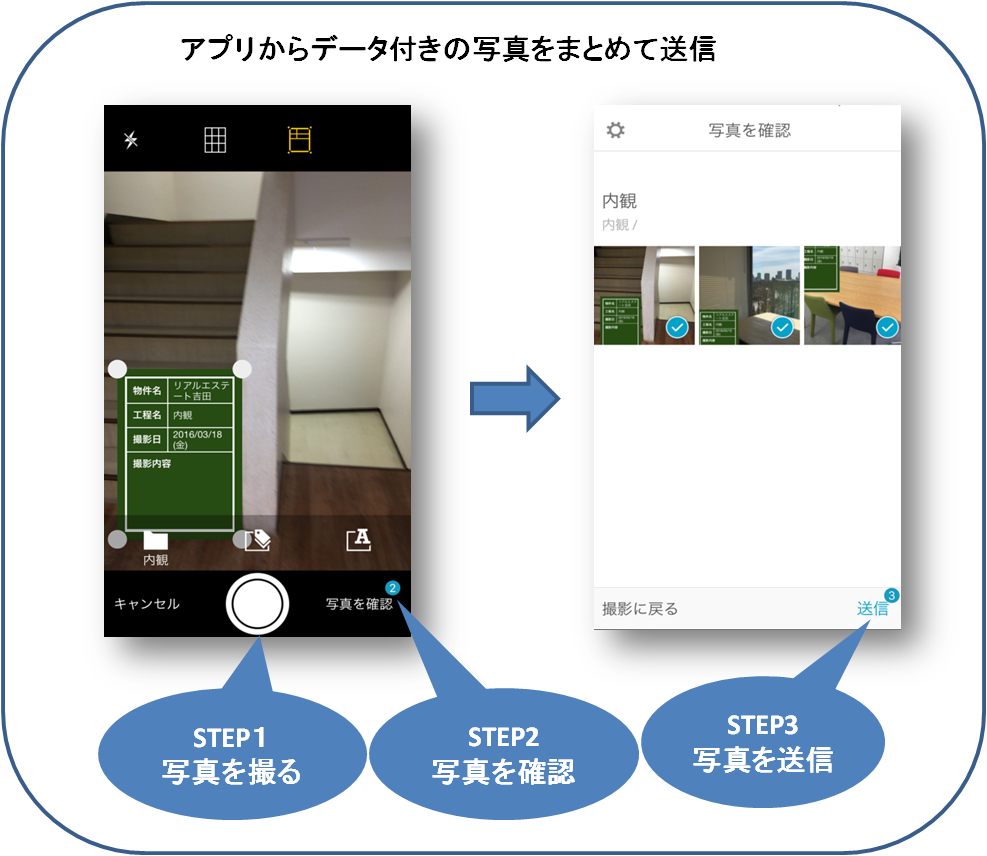 アプリからデータ付きの写真をまとめて送信
物件名
リアルエステ
ート吉田
工程名
内観
撮影日
2016/03/18
(金)
撮影内容
内観
A
キャンセル
写真を確認
2
写真を確認
内観
内観 /
撮影に戻る
送信
3
STEP1
写真を撮る
STEP2
写真を確認
STEP3
写真を送信